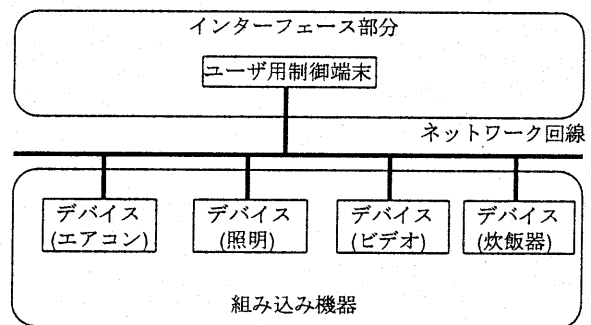 インターフェース部分
ユーザ用制御端末
ネットワーク回線
デバイス
(エアコン)
デバイス
(照明)
デバイス
(ビデオ)
デバイス
(炊飯器)
組み込み機器